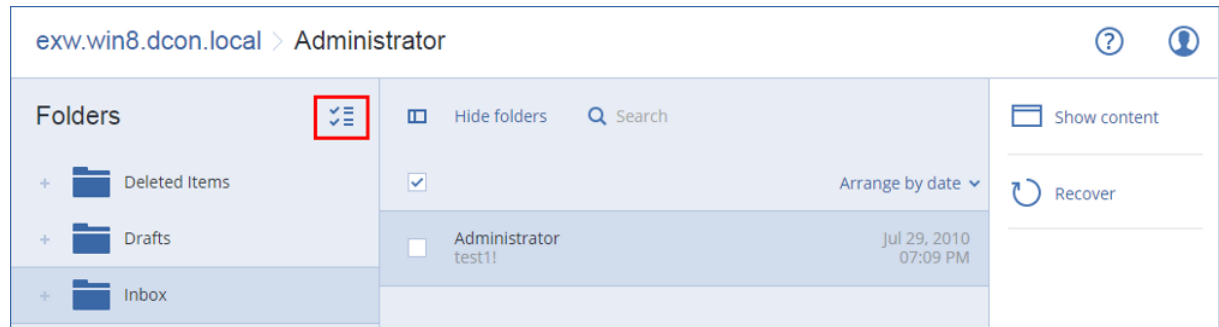 exw.win8.dcon.local > Administrator
Folders
Hide folders
Search
Show content
Deleted Items
Arrange by date
Recover
Drafts
Administrator
Jul 29, 2010
test1!
07:09 PM
Inbox